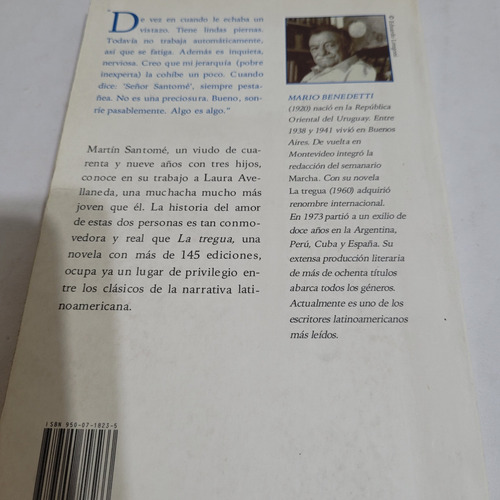 De vez en cuando le echaba un
vistazo. Tiene lindas piernas.
Todavía no trabaja automáticamente,
así que se fatiga. Además es inquieta,
nerviosa. Creo que mi jerarquía (pobre
inexperta) la cohíbe un poco. Cuando
dice: 'Señor Santomé', siempre pesta-
ñea. No es una preciosura. Bueno, son-
ríe pasablemente. Algo es algo."
Martín Santomé, un viudo de cua-
renta y nueve años con tres hijos,
conoce en su trabajo a Laura Ave-
llaneda, una muchacha mucho más
joven que él. La historia del amor
de estas dos personas es tan conmo-
vedora y real que La tregua, una
novela con más de 145 ediciones,
ocupa ya un lugar de privilegio en-
tre los clásicos de la narrativa lati-
noamericana.
MARIO BENEDETTI
(1920) nació en la República
Oriental del Uruguay. Entre
1938 y 1941 vivió en Buenos
Aires. De vuelta en
Montevideo integró la
redacción del semanario
Marcha. Con su novela
La tregua (1960) adquirió
renombre internacional.
En 1973 partió a un exilio de
doce años en la Argentina,
Perú, Cuba y España. Su
extensa producción literaria
de más de ochenta títulos
abarca todos los géneros.
Actualmente es uno de los
escritores latinoamericanos
más leídos.
ISBN 950-07-1823-5